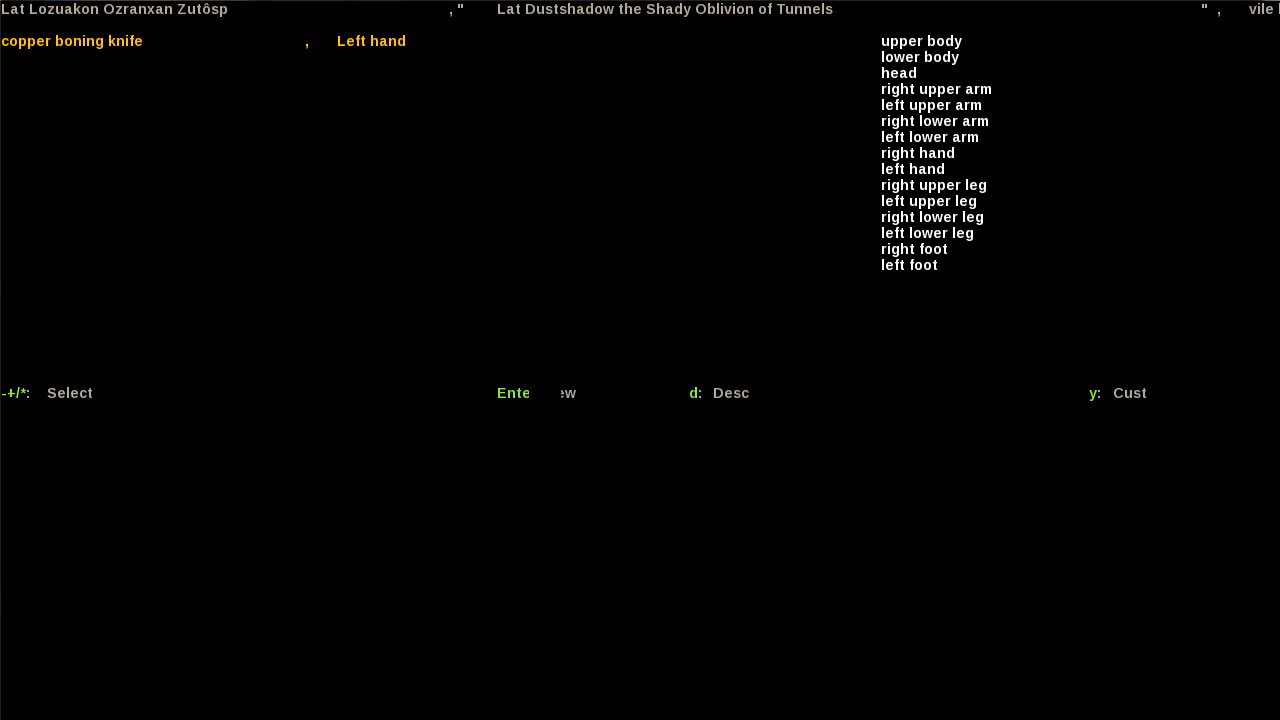 Lat Lozuakon Ozranxan Zutôsp , " Lat Dustshadow the Shady Oblivion of Tunnels " , vile
copper boning knife , Left hand upper body
lower body
head
right upper arm
left upper arm
right lower arm
left lower arm
right hand
left hand
right upper leg
left upper leg
right lower leg
left lower leg
right foot
left foot
-+/*: Select Ente ew d: Desc y: Cust